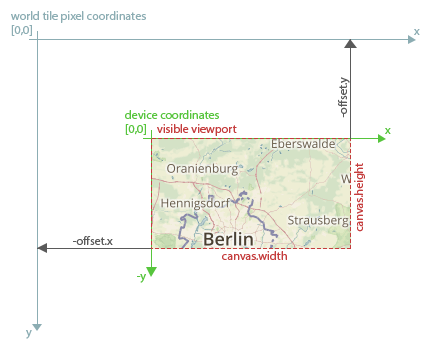 world tile pixel coordinates
[0,0]
x
-offset.y
device coordinates
[0,0]
visible viewport
x
Eberswalde
Oranienburg
W
Hennigsdorf
Strausberg
Berlin
canvas.height
-offset.x
canvas.width
-y
y